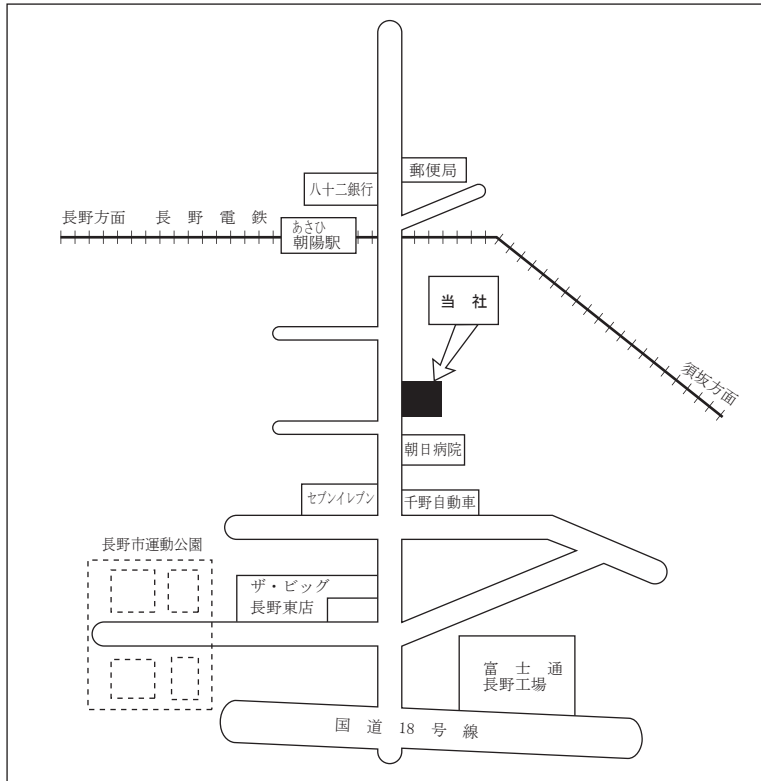 郵便局
八十二銀行
長野方面 長野電鉄
あさひ
朝陽駅
当社
須坂方面
朝日病院
セブンイレブン
千野自動車
長野市運動公園
ザ・ビッグ
長野東店
富士通
長野工場
国道18号線